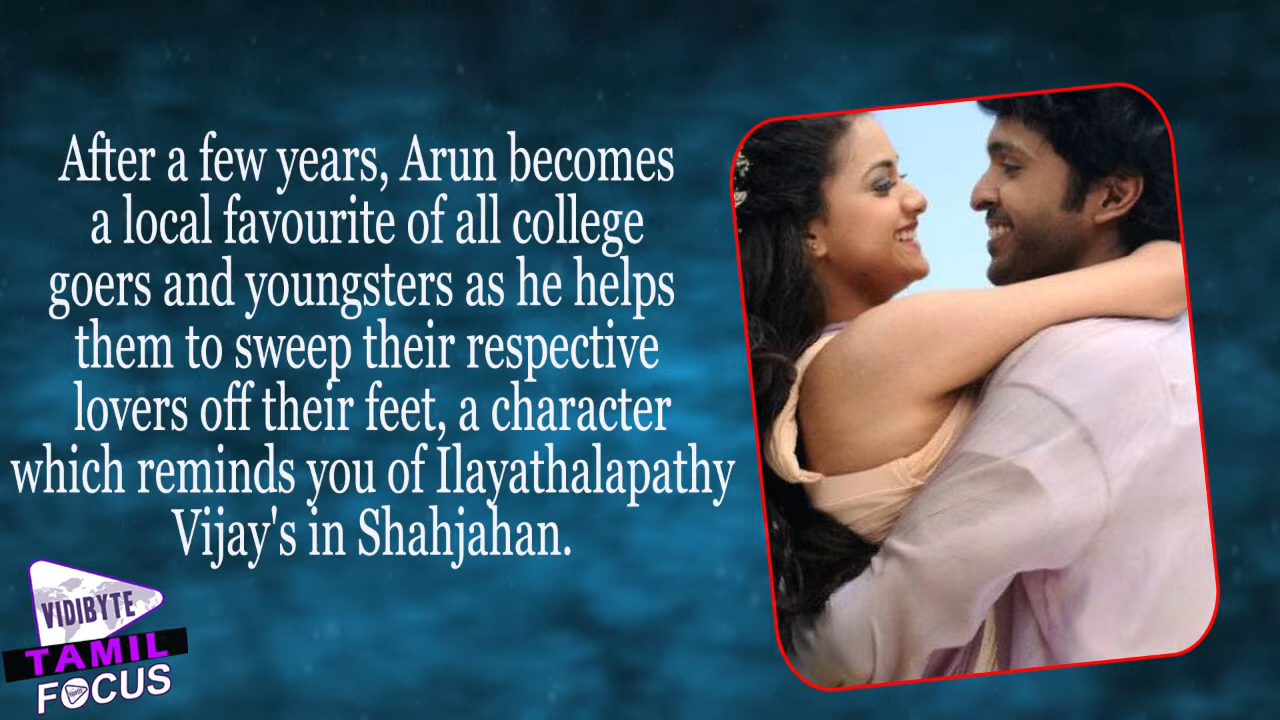 After a few years, Arun becomes
a local favourite of all college
goers and youngsters as he helps
them to sweep their respective
lovers off their feet, a character
which reminds you of Ilayathalapathy
Vijay's in Shahjahan.
VIDIBYTE
TAMIL
FOCUS